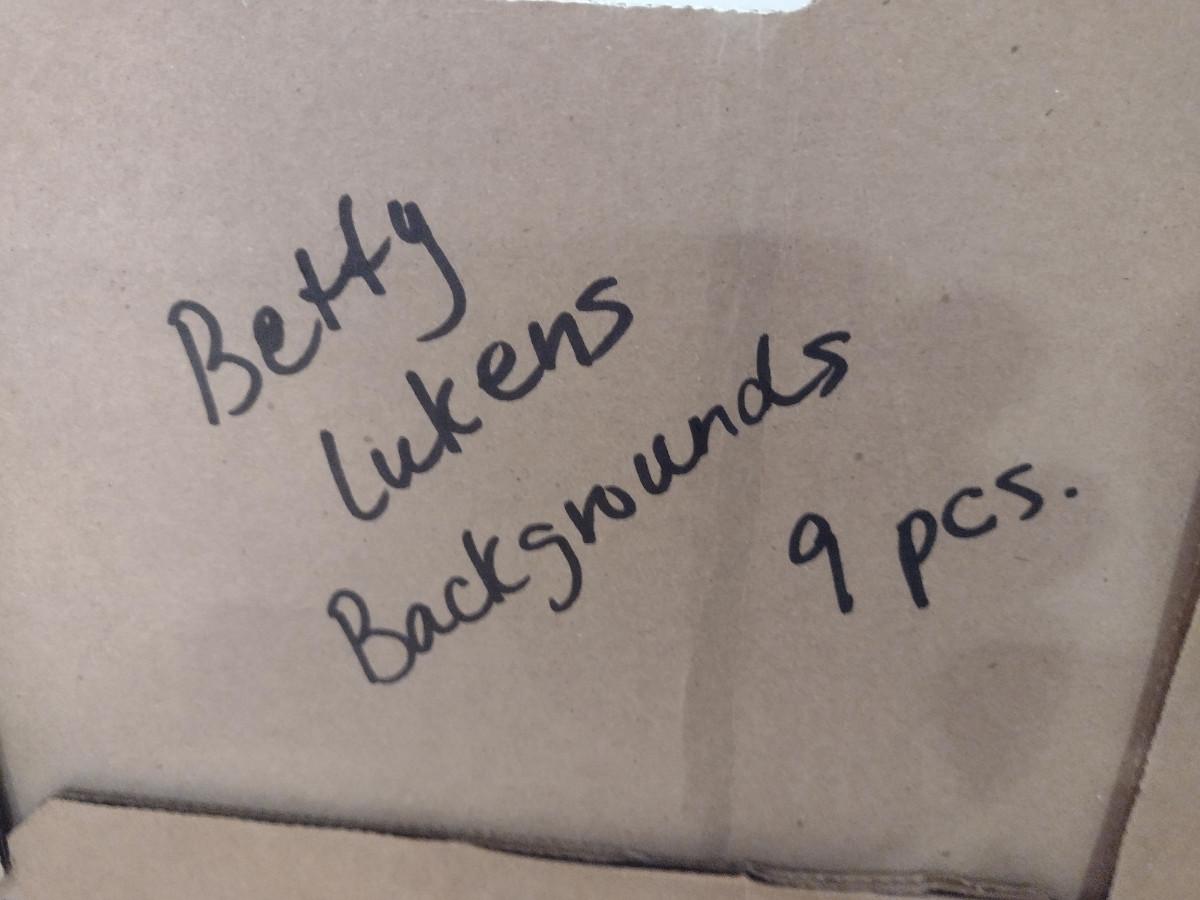 Betty
Lukens
Backgrounds
9 pcs.